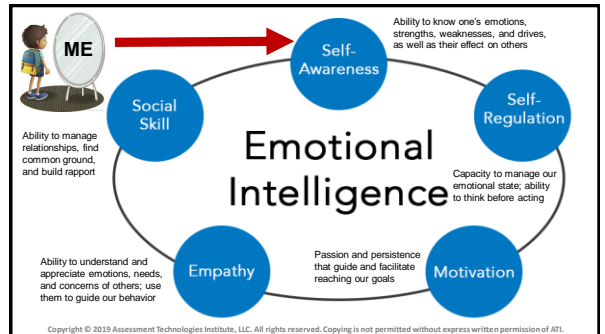 ME
Self-
Awareness
Ability to know one's emotions,
strengths, weaknesses, and drives,
as well as their effect on others
Social
Skill
Ability to manage
relationships, find
common ground,
and build rapport
Self-
Regulation
Capacity to manage our
emotional state; ability
to think before acting
Emotional
Intelligence
Ability to understand and
appreciate emotions, needs,
and concerns of others; use
them to guide our behavior
Empathy
Passion and persistence
that guide and facilitate
reaching our goals
Motivation
Copyright © 2019 Assessment Technologies Institute, LLC. All rights reserved. Copying is not permitted without express written permission of ATI.